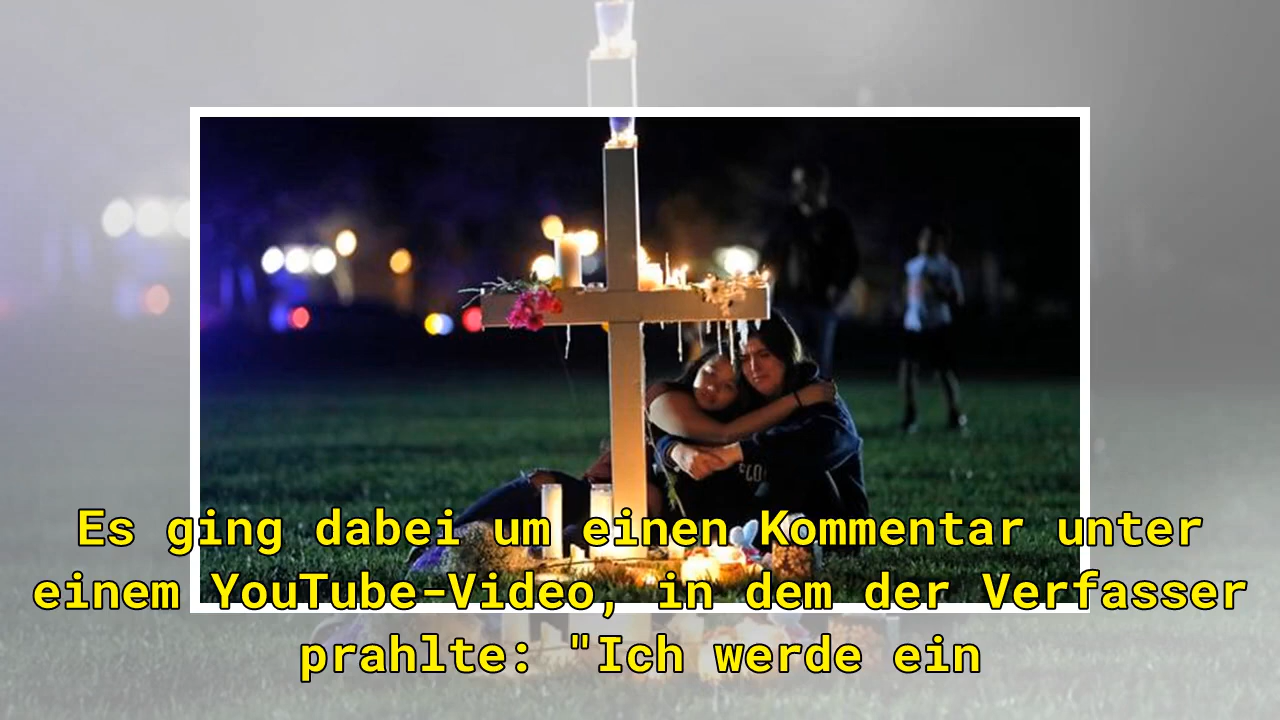 Es ging dabei um einen Kommentar unter
einem YouTube-Video, in dem der Verfasser
prahlte: "Ich werde ein